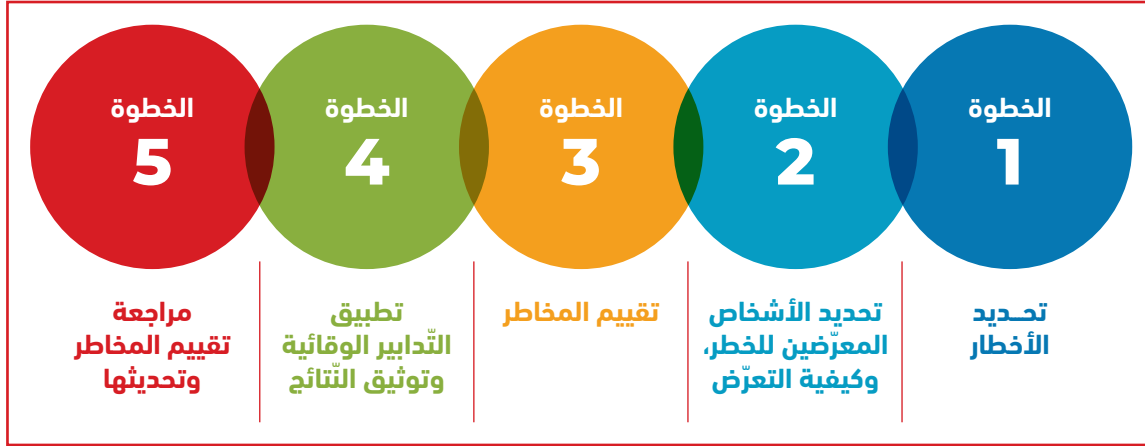 الخطوة
1
تحــديد
الأخطار
الخطوة
2
تحديد الأشخاص
المعرّضين للخطر،
وكيفية التعرّض
الخطوة
3
تقييم المخاطر
الخطوة
4
تطبيق
التّدابير الوقائية
وتوثيق النّتائج
الخطوة
5
مراجعة
تقييم المخاطر
وتحديثها